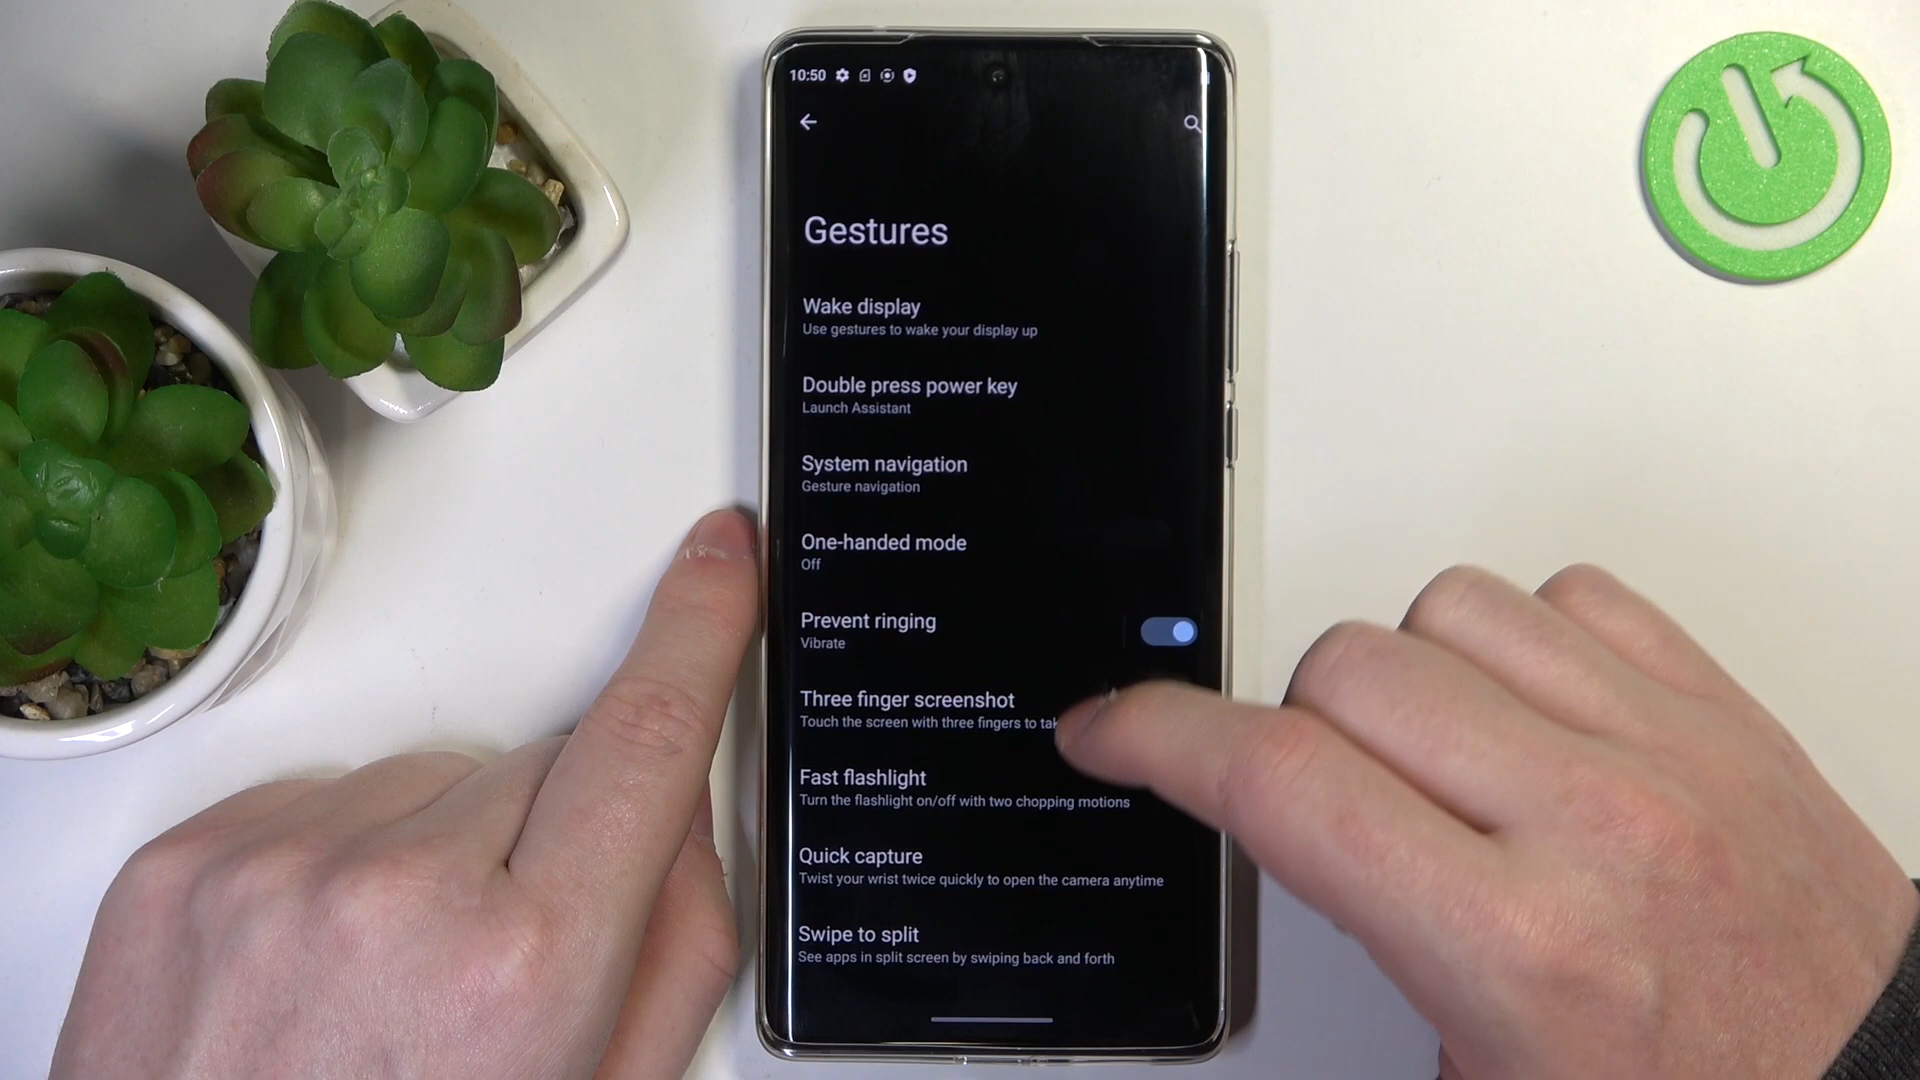 10:50
Gestures
Wake display
Use gestures to wake your display up
Double press power key
Launch Assistant
System navigation
Gesture navigation
One-handed mode
Off
Prevent ringing
Vibrate
Three finger screenshot
Touch the screen with three fingers to
Fast flashlight
Turn the flashlight on/off with two chopping motions
Quick capture
Twist your wrist twice quickly to open the camera anytime
Swipe to split
See apps in split screen by swiping back and forth